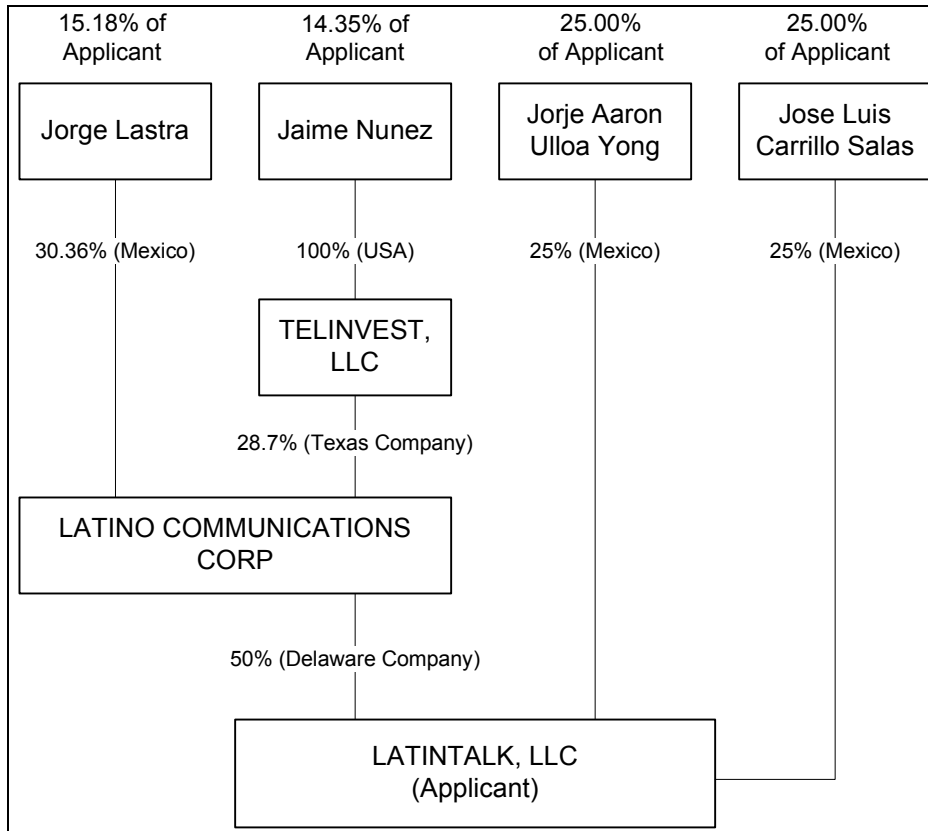 15.18% of
Applicant
14.35% of
Applicant
25.00%
of Applicant
25.00%
of Applicant
Jorge Lastra
Jaime Nunez
Jorje Aaron
Ulloa Yong
Jose Luis
Carrillo Salas
30.36% (Mexico)
100% (USA)
25% (Mexico)
25% (Mexico)
TELINVEST,
LLC
28.7% (Texas Company)
LATINO COMMUNICATIONS
CORP
50% (Delaware Company)
LATINTALK, LLC
(Applicant)